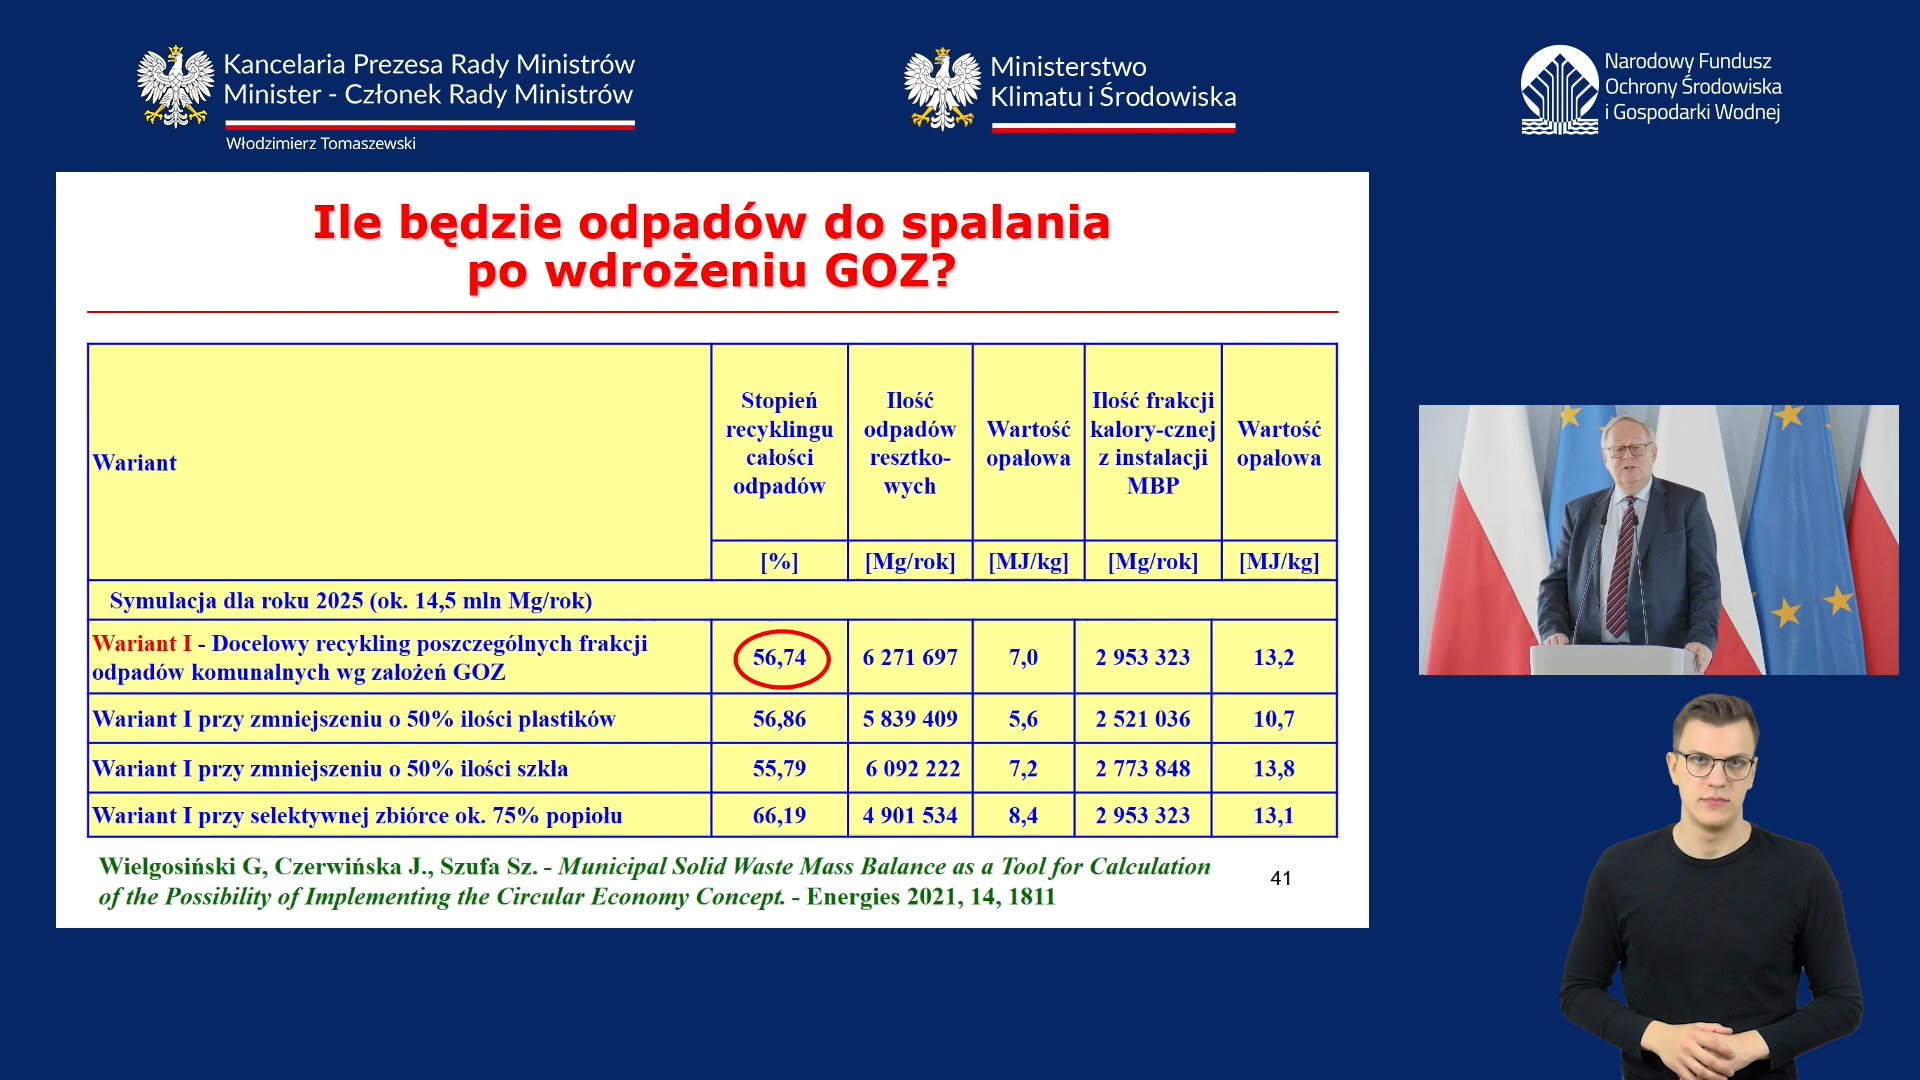 Kancelaria Prezesa Rady Ministrów
Minister - Członek Rady Ministrów
Włodzimierz Tomaszewski
Ministerstwo
Klimatu i Środowiska
Narodowy Fundusz
Ochrony Środowiska
i Gospodarki Wodnej
Ile będzie odpadów do spalania
po wdrożeniu GOZ?
Wariant
Stopień
recyklingu
całości
odpadów
Ilość
odpadów
resztko-
wych
Wartość
opałowa
Ilość frakcji
kalory-cznej
z instalacji
MBP
Wartość
opałowa
[%] [Mg/rok] [MJ/kg] [Mg/rok] [MJ/kg]
Symulacja dla roku 2025 (ok. 14,5 mln Mg/rok)
Wariant I - Docelowy recykling poszczególnych frakcji
odpadów komunalnych wg założeń GOZ
56,74 6 271 697 7,0 2 953 323 13,2
Wariant I przy zmniejszeniu o 50% ilości plastików 56,86 5 839 409 5,6 2 521 036 10,7
Wariant I przy zmniejszeniu o 50% ilości szkła 55,79 6 092 222 7,2 2 773 848 13,8
Wariant I przy selektywnej zbiórce ok. 75% popiołu 66,19 4 901 534 8,4 2 953 323 13,1
Wielgosiński G, Czerwińska J., Szufa Sz. - Municipal Solid Waste Mass Balance as a Tool for Calculation
of the Possibility of Implementing the Circular Economy Concept. - Energies 2021, 14, 1811
41